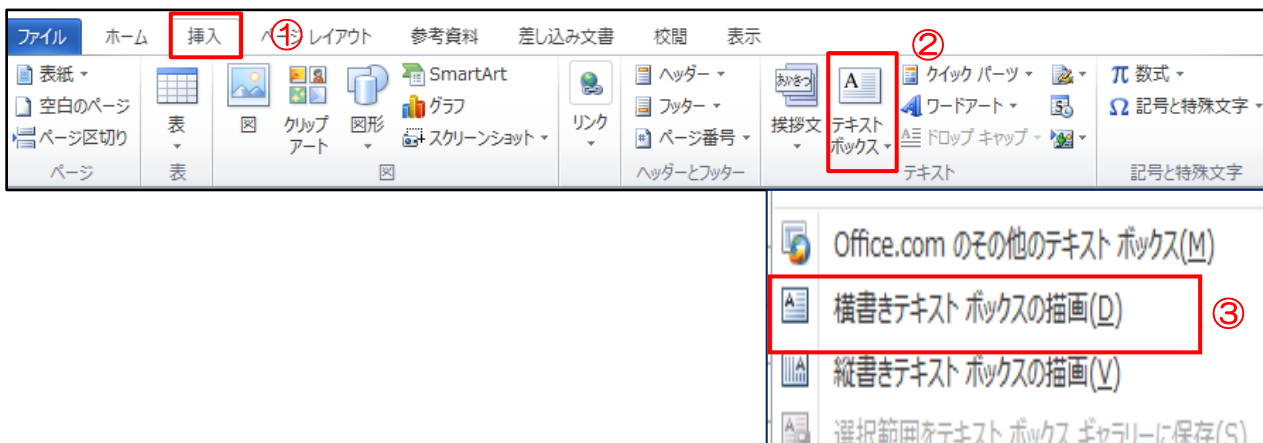 ファイル ホーム 挿入 ① ページ レイアウト 参考資料 差し込み文書 校閲 表示
②
表紙
空白のページ
ページ区切り
ページ
表
表
図
クリップ
アート
図形
SmartArt
グラフ
スクリーンショット
図
リンク
ヘッダー
フッター
ページ番号
ヘッダーとフッター
あいさつ
挨拶文
A
テキスト
ボックス
クイック パーツ
ワードアート
ドロップ キャップ
テキスト
π 数式
Ω 記号と特殊文字
記号と特殊文字
Office.com のその他のテキスト ボックス(M)
横書きテキスト ボックスの描画(D)
③
縦書きテキスト ボックスの描画(V)
選択範囲をテキスト ボックス ギャラリーに保存(S)